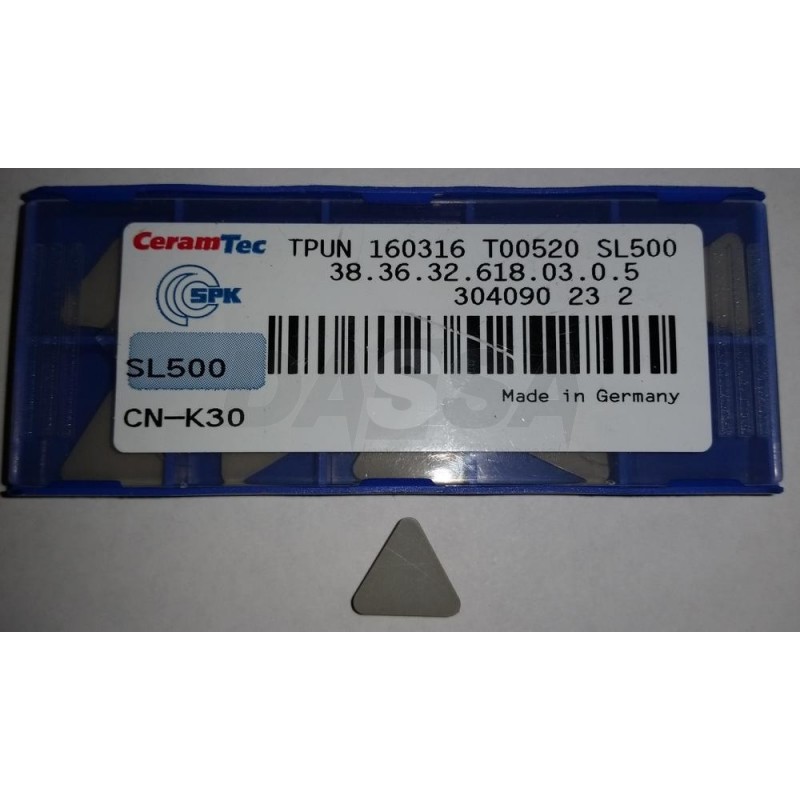 CeramTec
SPK
TPUN 160316 T00520 SL500
38.36.32.618.03.0.5
304090 23 2
SL500
Made in Germany
CN-K30
DASSA